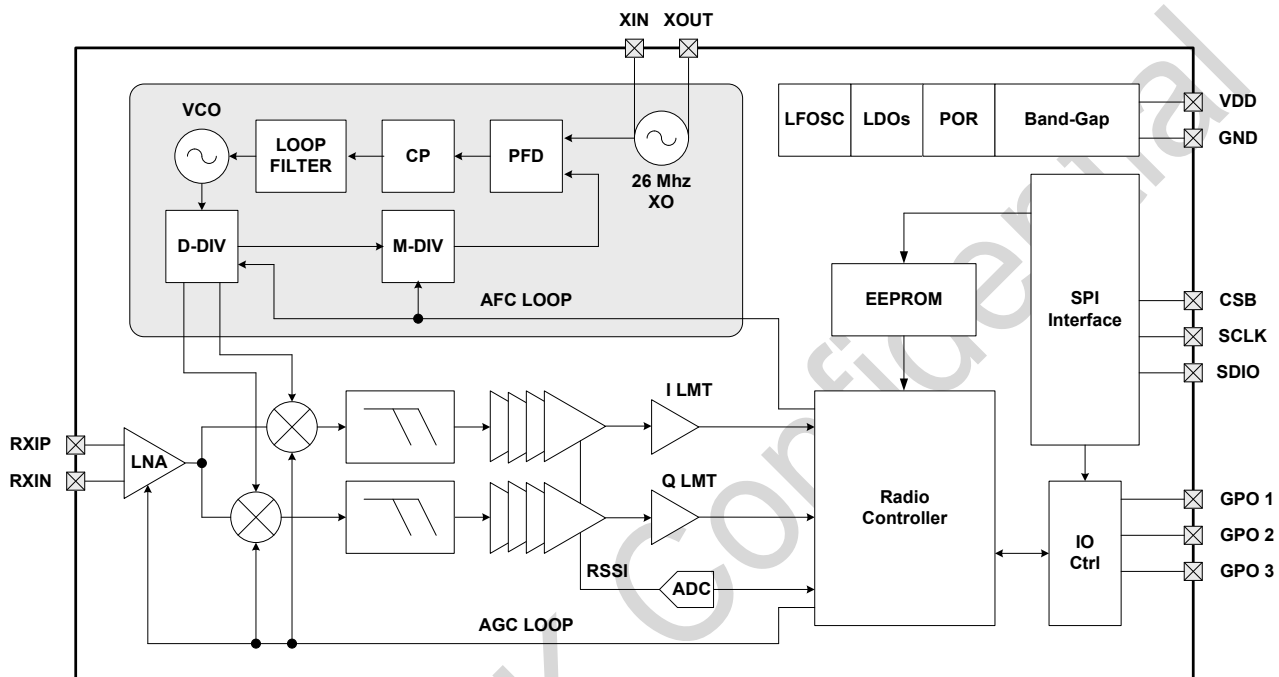 XIN XOUT
VCO
LOOP
FILTER
CP
PFD
26 Mhz
XO
LFOSC LDOs POR Band-Gap
VDD
GND
D-DIV
M-DIV
AFC LOOP
EEPROM
SPI
Interface
CSB
SCLK
SDIO
RXIP
RXIN
LNA
I LMT
Q LMT
RSSI
ADC
AGC LOOP
Radio
Controller
IO
Ctrl
GPO 1
GPO 2
GPO 3
Confidential